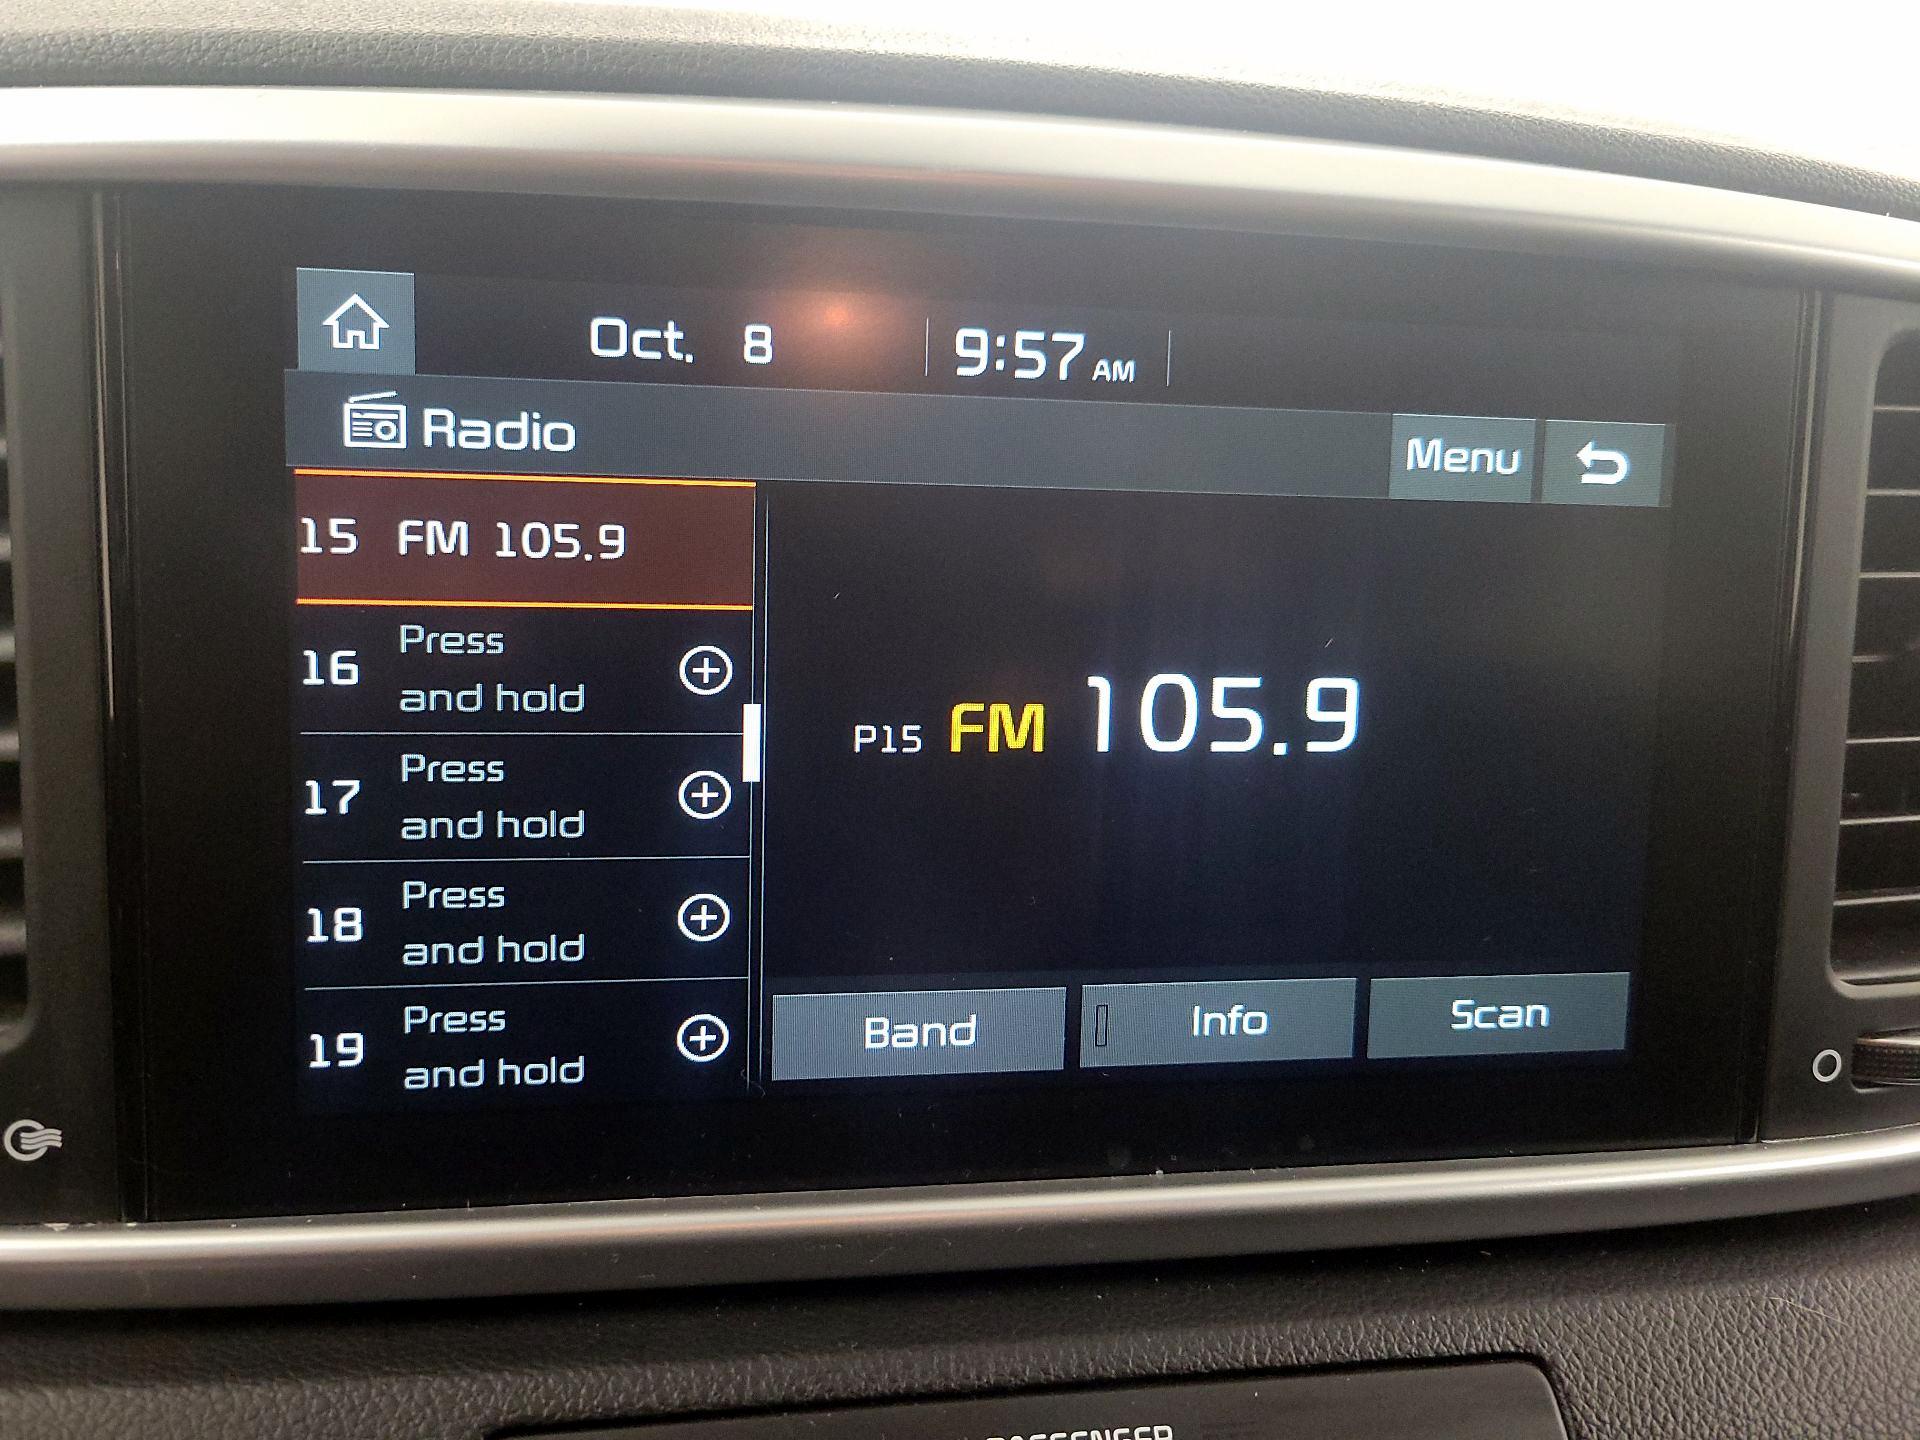 Oct. 8 9:57 AM
Radio
Menu
15 FM 105.9
16 Press
and hold
17 Press
and hold
18 Press
and hold
19 Press
and hold
P15 FM 105.9
Band Info Scan
PASSENGER